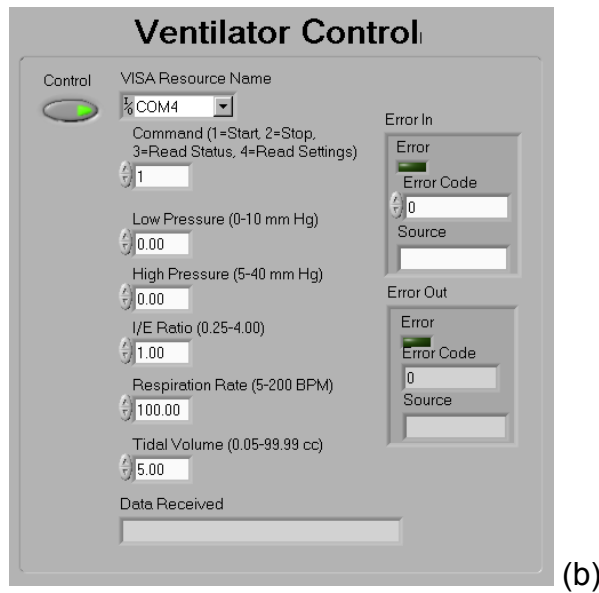 Ventilator Control
Control
VISA Resource Name
I/O COM4
Command (1=Start, 2=Stop,
3=Read Status, 4=Read Settings)
1
Low Pressure (0-10 mm Hg)
0.00
High Pressure (5-40 mm Hg)
0.00
I/E Ratio (0.25-4.00)
1.00
Respiration Rate (5-200 BPM)
100.00
Tidal Volume (0.05-99.99 cc)
5.00
Data Received
Error In
Error
Error Code
0
Source
Error Out
Error
Error Code
0
Source
(b)